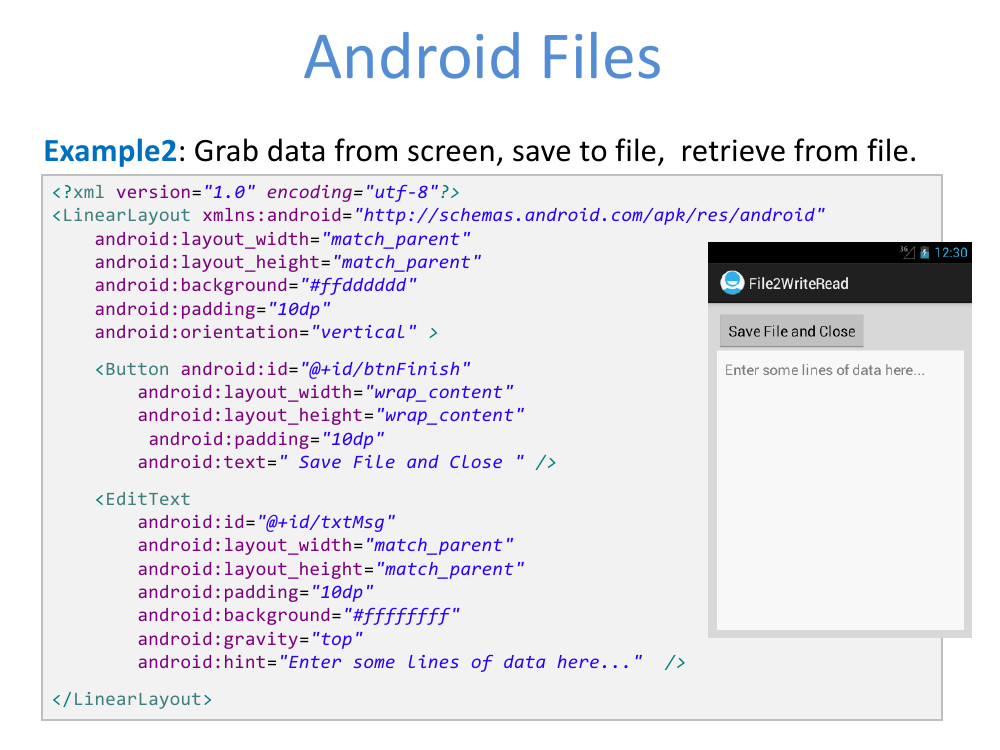 Android Files
Example2: Grab data from screen, save to file,  retrieve from file.
<?xml version="1.0" encoding="utf-8"?>
<LinearLayout xmlns:android="http://schemas.android.com/apk/res/android"
    android:layout_width="match_parent"
    android:layout_height="match_parent"
    android:background="#ffdddddd"
    android:padding="10dp"
    android:orientation="vertical" >
    <Button android:id="@+id/btnFinish"
        android:layout_width="wrap_content"
        android:layout_height="wrap_content"
         android:padding="10dp"
        android:text=" Save File and Close " />
    <EditText
        android:id="@+id/txtMsg"
        android:layout_width="match_parent"
        android:layout_height="match_parent"
        android:padding="10dp"
        android:background="#ffffffff"
        android:gravity="top"
        android:hint="Enter some lines of data here..."  />
</LinearLayout>
3G 12:30
File2WriteRead
Save File and Close
Enter some lines of data here...